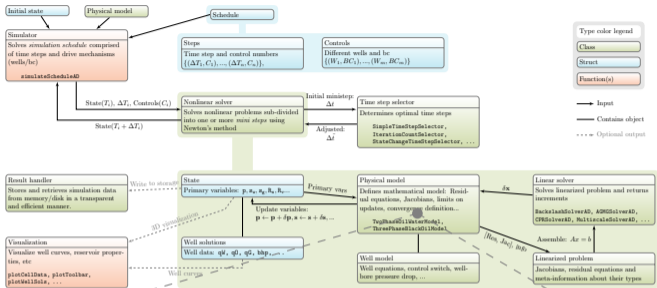 Initial state
Physical model
Schedule
Simulator
Solves simulation schedule comprised
of time steps and drive mechanisms
(wells/bc)
simulateScheduleAD
Steps
Time step and control numbers
{(ΔT₁, C₁), ..., (ΔTₙ, Cₙ)},
Controls
Different wells and bc
{(W₁, BC₁), ..., (Wₘ, BCₘ)}
Type color legend
Class
Struct
Function(s)
Input
Contains object
Optional output
State(Tᵢ), ΔTᵢ, Controls(Cᵢ)
State(Tᵢ + ΔTᵢ)
Nonlinear solver
Solves nonlinear problems sub-divided
into one or more mini steps using
Newton's method
Initial ministep:
Δt
Adjusted:
Δt̃
Time step selector
Determines optimal time steps
SimpleTimeStepSelector,
IterationCountSelector,
StateChangeTimeStepSelector, ...
Result handler
Stores and retrieves simulation data
from memory/disk in a transparent
and efficient manner.
Write to storage
State
Primary variables: p, s
Primary vars
Update variables:
p ← p + δp, s ← s + δs, ...
Physical model
Defines mathematical model: Resid-
ual equations, Jacobians, limits on
updates, convergence definition...
TwoPhaseOilWaterModel,
ThreePhaseBlackOilModel,
δx
[Res, Jac], info
Linear solver
Solves linearized problem and returns
increments
BackslashSolverAD, AGMGSolverAD,
CPRSolverAD, MultiscaleSolverAD, ...
Assemble: Ax = b
Visualization
Visualize well curves, reservoir proper-
ties, etc
plotCellData, plotToolbar,
plotWellSols, ...
3D visualization
Well curves
Well solutions
Well data: qW, qO, qG, bhp, ...
Well model
Well equations, control switch, well-
bore pressure drop, ...
Linearized problem
Jacobians, residual equations and
meta-information about their types